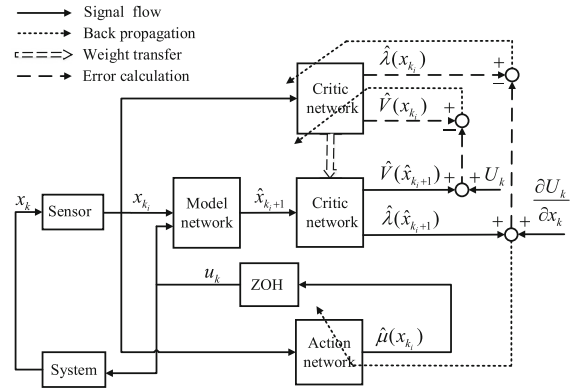 Signal flow
Back propagation
Weight transfer
Error calculation
λ̂(x_{k_i})
+
−
Critic network
V̂(x_{k_i})
+
−
V̂(x̂_{k_i+1})
+
+
U_k
x_k
Sensor
x_{k_i}
Model network
x̂_{k_i+1}
Critic network
λ̂(x̂_{k_i+1})
+
+
∂U_k
∂x_k
u_k
ZOH
System
Action network
μ̂(x_{k_i})